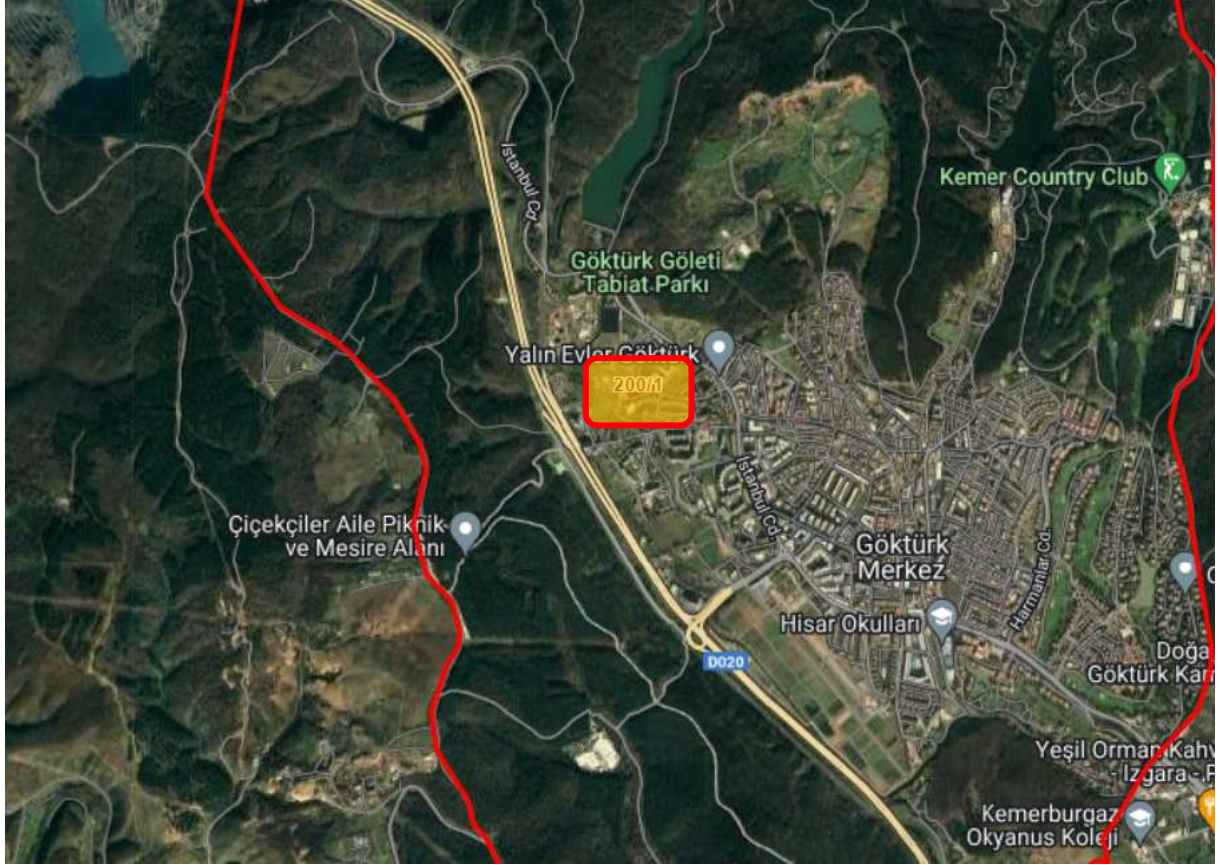 İstanbul Cd.
Kemer Country Club
Göktürk Göleti
Tabiat Parkı
Yalın Evler Göktürk
200/1
İstanbul Cd.
Çiçekçiler Aile Piknik
ve Mesire Alanı
Göktürk
Merkez
Harmanlar Cd.
Hisar Okulları
D020
Doğa
Göktürk Kam
Yeşil Orman Kahv
- Izgara - P
Kemerburgaz
Okyanus Koleji